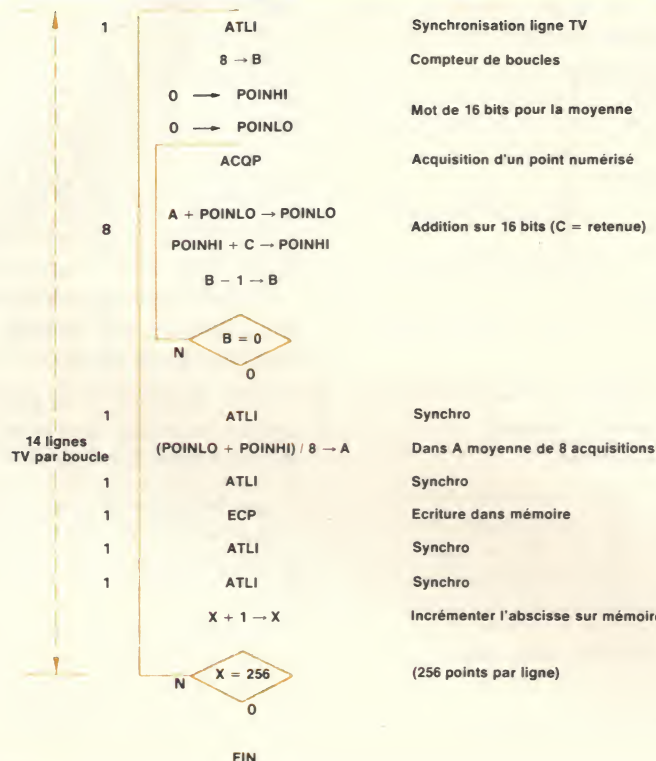 1 ATLI Synchronisation ligne TV
8 → B Compteur de boucles
0 → POINHI
Mot de 16 bits pour la moyenne
0 → POINLO
ACQP Acquisition d'un point numérisé
A + POINLO → POINLO
8 Addition sur 16 bits (C = retenue)
POINHI + C → POINHI
B - 1 → B
B = 0
N
O
1 ATLI Synchro
14 lignes
TV par boucle
(POINLO + POINHI) / 8 → A Dans A moyenne de 8 acquisitions
1 ATLI Synchro
1 ECP Ecriture dans mémoire
1 ATLI Synchro
1 ATLI Synchro
X + 1 → X Incrémenter l'abscisse sur mémoire
X = 256 (256 points par ligne)
N
O
FIN